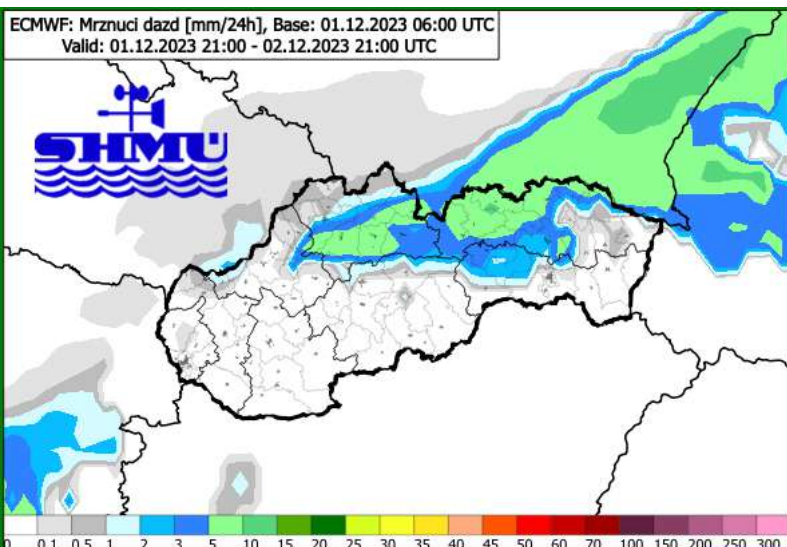 ECMWF: Mrznuci dazd [mm/24h], Base: 01.12.2023 06:00 UTC
Valid: 01.12.2023 21:00 - 02.12.2023 21:00 UTC
SHMÚ
0 0.1 0.5 1 2 3 5 10 15 20 25 30 35 40 45 50 60 70 100 150 200 250 300